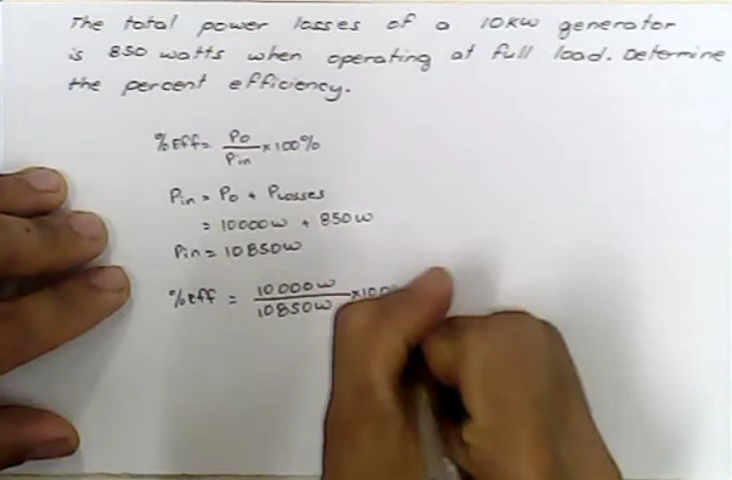 The total power losses of a 10KW generator
is 850 watts when operating at full load. Determine
the percent efficiency.
%Eff = Po/Pin x 100%
Pin = Po + Plosses
= 10000W + 850W
Pin = 10850W
%Eff = 10000W/10850W x100